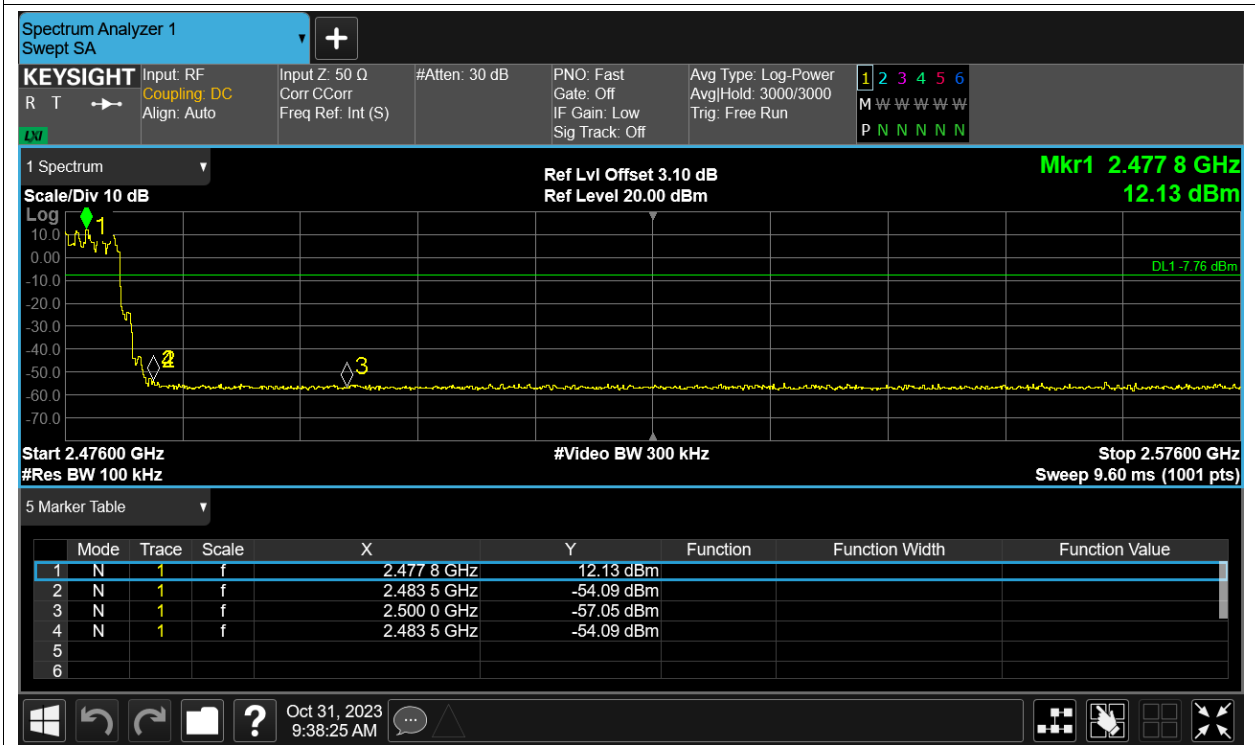 Spectrum Analyzer 1
Swept SA
+
KEYSIGHT Input: RF Input Z: 50 Ω #Atten: 30 dB PNO: Fast Avg Type: Log-Power 1 2 3 4 5 6
R T Coupling: DC Corr CCorr Gate: Off Avg|Hold: 3000/3000 M W W W W W
Align: Auto Freq Ref: Int (S) IF Gain: Low Trig: Free Run
LXI Sig Track: Off P N N N N N
1 Spectrum Ref Lvl Offset 3.10 dB Mkr1 2.477 8 GHz
Scale/Div 10 dB Ref Level 20.00 dBm 12.13 dBm
Log
1
10.0
0.00
DL1 -7.76 dBm
-10.0
-20.0
-30.0
-40.0
2
3
-50.0
-60.0
-70.0
Start 2.47600 GHz #Video BW 300 kHz Stop 2.57600 GHz
#Res BW 100 kHz Sweep 9.60 ms (1001 pts)
5 Marker Table
Mode Trace Scale X Y Function Function Width Function Value
1 N 1 f 2.477 8 GHz 12.13 dBm
2 N 1 f 2.483 5 GHz -54.09 dBm
3 N 1 f 2.500 0 GHz -57.05 dBm
4 N 1 f 2.483 5 GHz -54.09 dBm
5
6
? Oct 31, 2023
9:38:25 AM